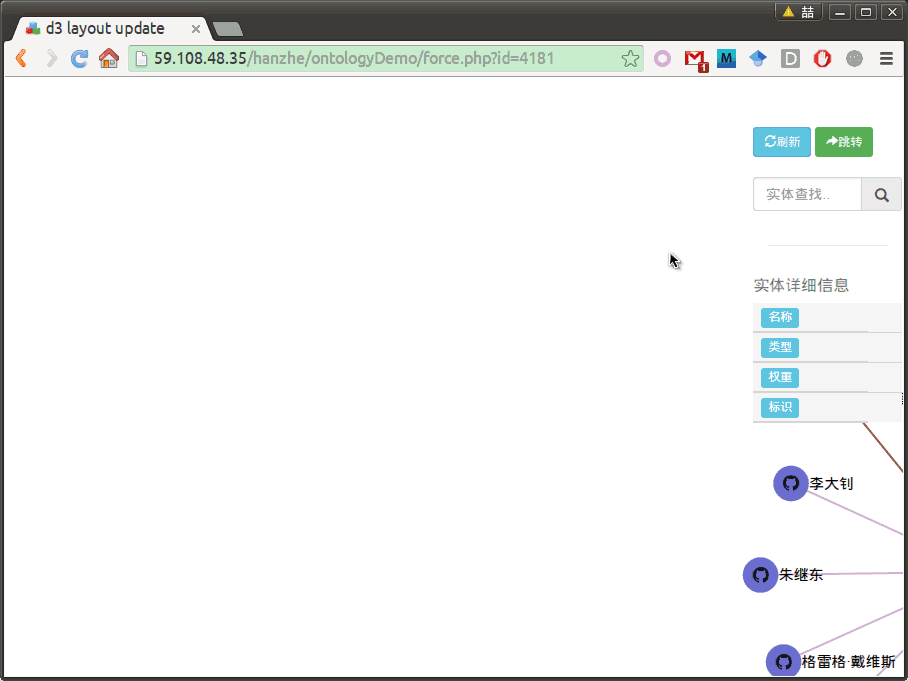 喆
d3 layout update
59.108.48.35/hanzhe/ontologyDemo/force.php?id=4181
1
M
D
刷新
跳转
实体查找..
实体详细信息
名称
类型
权重
标识
李大钊
朱继东
格雷格·戴维斯